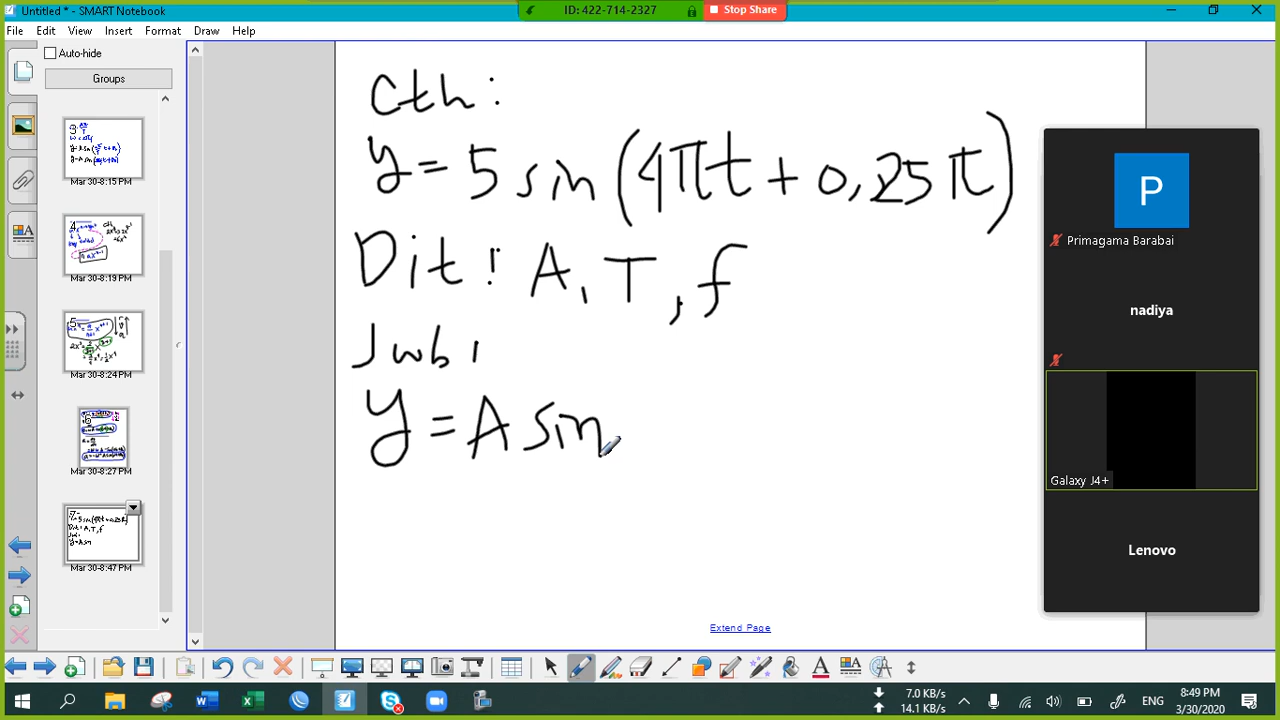 Untitled * - SMART Notebook
ID: 422-714-2327
Stop Share
File Edit View Insert Format Draw Help
Auto-hide
Groups
Mar 30-8:15 PM
Mar 30-8:19 PM
Mar 30-8:24 PM
Mar 30-8:27 PM
Mar 30-8:47 PM
Cth:
y = 5 sin (4πt + 0,25 π)
Dit: A, T, f
Jwb:
y = A sin
Extend Page
P
Primagama Barabai
nadiya
Galaxy J4+
Lenovo
7.0 KB/s
14.1 KB/s
ENG
8:49 PM
3/30/2020